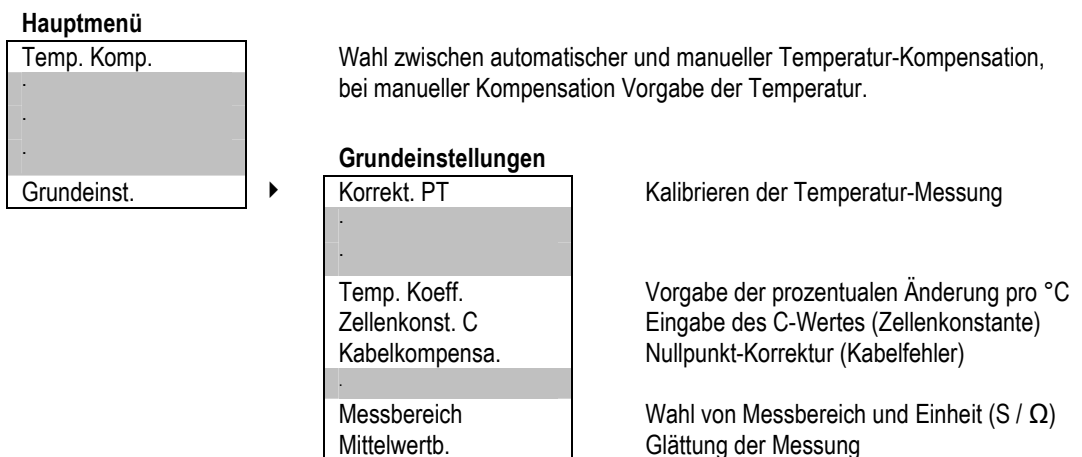 Hauptmenü
Temp. Komp.
Wahl zwischen automatischer und manueller Temperatur-Kompensation,
bei manueller Kompensation Vorgabe der Temperatur.
.
.
.
Grundeinst.
Grundeinstellungen
Korrekt. PT Kalibrieren der Temperatur-Messung
.
.
Temp. Koeff. Vorgabe der prozentualen Änderung pro °C
Zellenkonst. C Eingabe des C-Wertes (Zellenkonstante)
Kabelkompensa. Nullpunkt-Korrektur (Kabelfehler)
.
Messbereich Wahl von Messbereich und Einheit (S / Ω)
Mittelwertb. Glättung der Messung